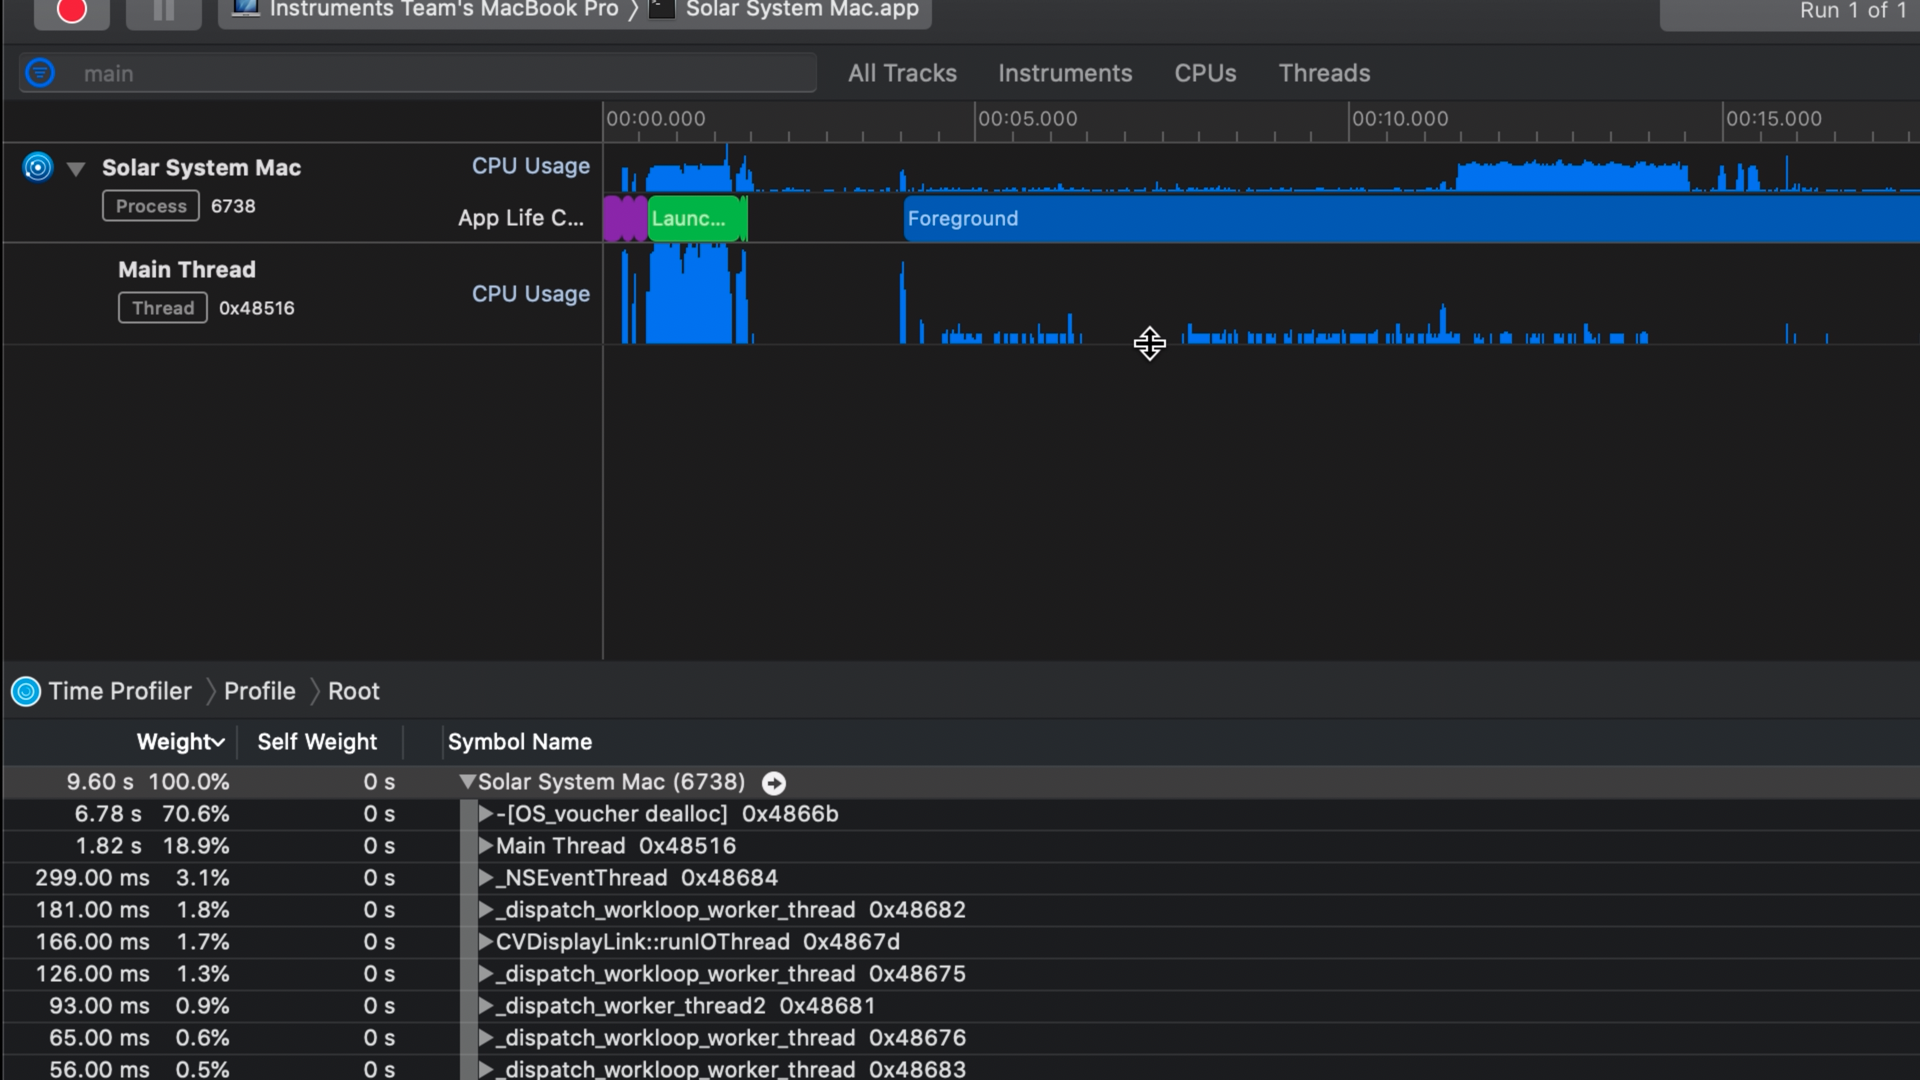 Instruments Team's MacBook Pro 〉 Solar System Mac.app
Run 1 of 1
main
All Tracks Instruments CPUs Threads
00:00.000 00:05.000 00:10.000 00:15.000
Solar System Mac CPU Usage
Process 6738
App Life C... Launc... Foreground
Main Thread
Thread 0x48516
CPU Usage
Time Profiler 〉 Profile 〉 Root
Weight Self Weight Symbol Name
9.60 s 100.0% 0 s Solar System Mac (6738)
6.78 s 70.6% 0 s -[OS_voucher dealloc] 0x4866b
1.82 s 18.9% 0 s Main Thread 0x48516
299.00 ms 3.1% 0 s _NSEventThread 0x48684
181.00 ms 1.8% 0 s _dispatch_workloop_worker_thread 0x48682
166.00 ms 1.7% 0 s CVDisplayLink::runIOThread 0x4867d
126.00 ms 1.3% 0 s _dispatch_workloop_worker_thread 0x48675
93.00 ms 0.9% 0 s _dispatch_worker_thread2 0x48681
65.00 ms 0.6% 0 s _dispatch_workloop_worker_thread 0x48676
56.00 ms 0.5% 0 s _dispatch_workloop_worker_thread 0x48683